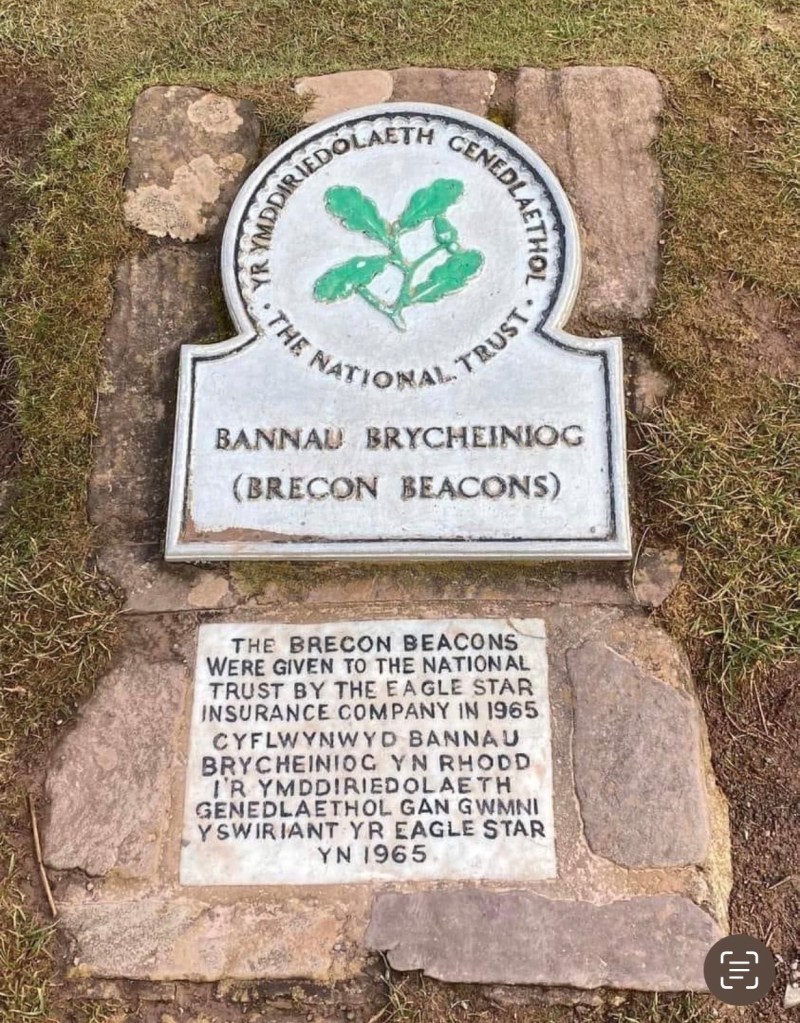 YR YMDDIRIEDOLAETH GENEDLAETHOL
· THE NATIONAL TRUST ·
BANNAU BRYCHEINIOG
(BRECON BEACONS)
THE BRECON BEACONS
WERE GIVEN TO THE NATIONAL
TRUST BY THE EAGLE STAR
INSURANCE COMPANY IN 1965
CYFLWYNWYD BANNAU
BRYCHEINIOG YN RHODD
I'R YMDDIRIEDOLAETH
GENEDLAETHOL GAN GWMNI
YSWIRIANT YR EAGLE STAR
YN 1965